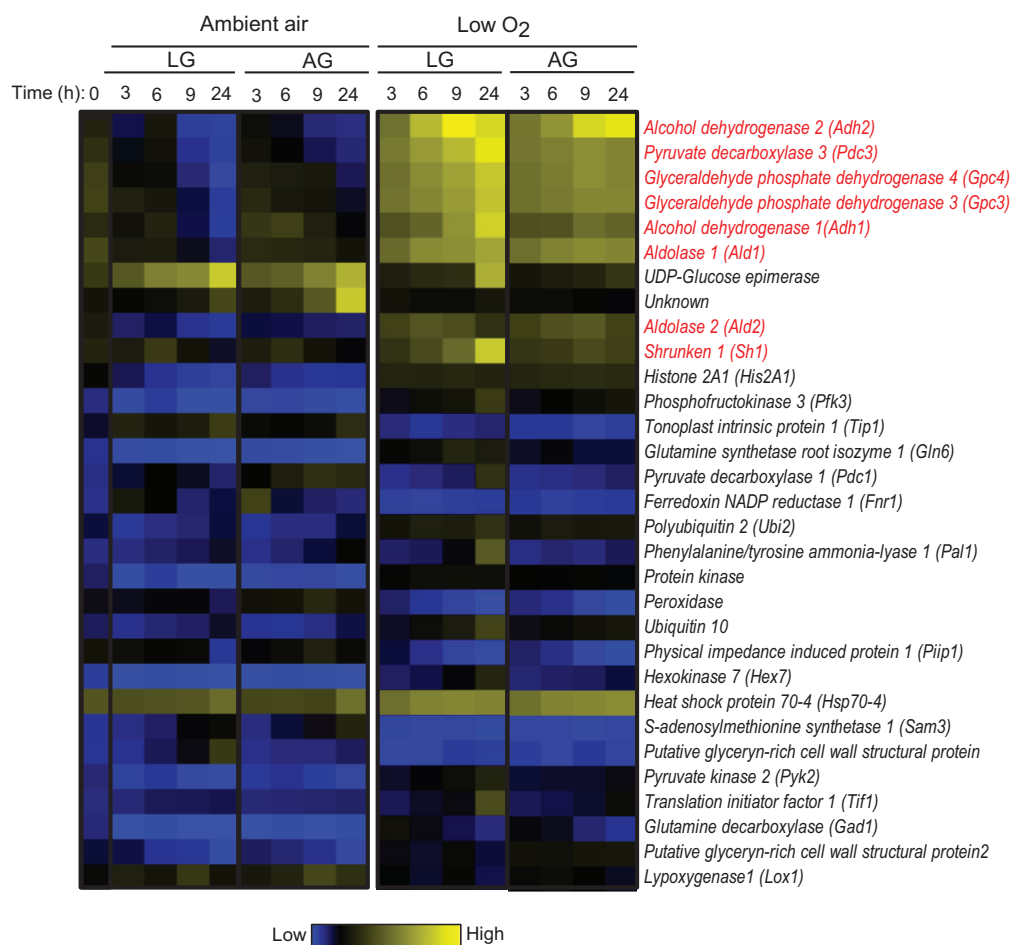 Ambient air Low O2
LG AG LG AG
Time (h): 0 3 6 9 24 3 6 9 24 3 6 9 24 3 6 9 24
Alcohol dehydrogenase 2 (Adh2)
Pyruvate decarboxylase 3 (Pdc3)
Glyceraldehyde phosphate dehydrogenase 4 (Gpc4)
Glyceraldehyde phosphate dehydrogenase 3 (Gpc3)
Alcohol dehydrogenase 1(Adh1)
Aldolase 1 (Ald1)
UDP-Glucose epimerase
Unknown
Aldolase 2 (Ald2)
Shrunken 1 (Sh1)
Histone 2A1 (His2A1)
Phosphofructokinase 3 (Pfk3)
Tonoplast intrinsic protein 1 (Tip1)
Glutamine synthetase root isozyme 1 (Gln6)
Pyruvate decarboxylase 1 (Pdc1)
Ferredoxin NADP reductase 1 (Fnr1)
Polyubiquitin 2 (Ubi2)
Phenylalanine/tyrosine ammonia-lyase 1 (Pal1)
Protein kinase
Peroxidase
Ubiquitin 10
Physical impedance induced protein 1 (Piip1)
Hexokinase 7 (Hex7)
Heat shock protein 70-4 (Hsp70-4)
S-adenosylmethionine synthetase 1 (Sam3)
Putative glyceryn-rich cell wall structural protein
Pyruvate kinase 2 (Pyk2)
Translation initiator factor 1 (Tif1)
Glutamine decarboxylase (Gad1)
Putative glyceryn-rich cell wall structural protein2
Lypoxygenase1 (Lox1)
Low High